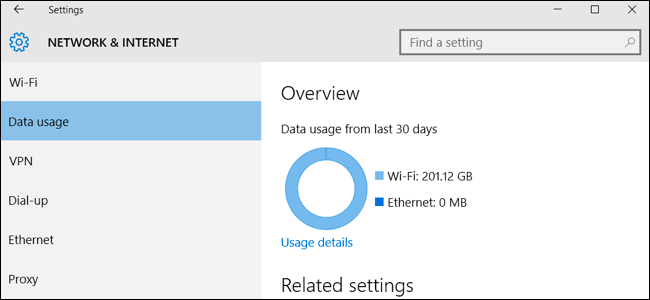 Settings
NETWORK & INTERNET
Find a setting
Wi-Fi
Data usage
VPN
Dial-up
Ethernet
Proxy
Overview
Data usage from last 30 days
Wi-Fi: 201.12 GB
Ethernet: 0 MB
Usage details
Related settings